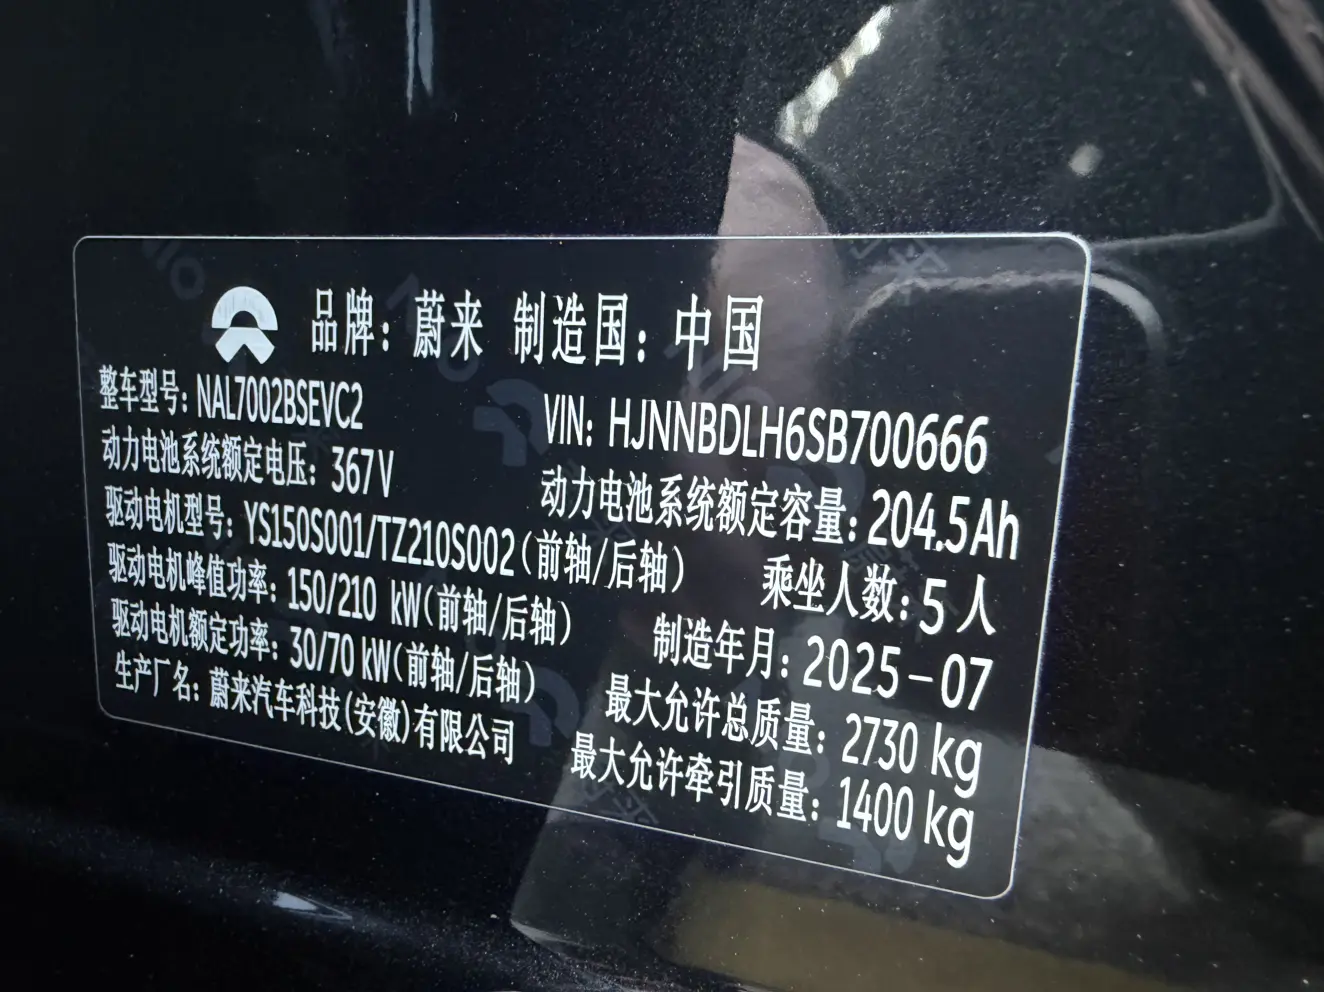 品牌：蔚来 制造国：中国
整车型号：NAL7002BSEVC2 VIN: HJNNBDLH6SB700666
动力电池系统额定电压：367V 动力电池系统额定容量：204.5Ah
驱动电机型号：YS150S001/TZ210S002（前轴/后轴） 乘坐人数：5人
驱动电机峰值功率：150/210 kW（前轴/后轴） 制造年月：2025-07
驱动电机额定功率：30/70 kW（前轴/后轴） 最大允许总质量：2730 kg
生产厂名：蔚来汽车科技（安徽）有限公司 最大允许牵引质量：1400 kg